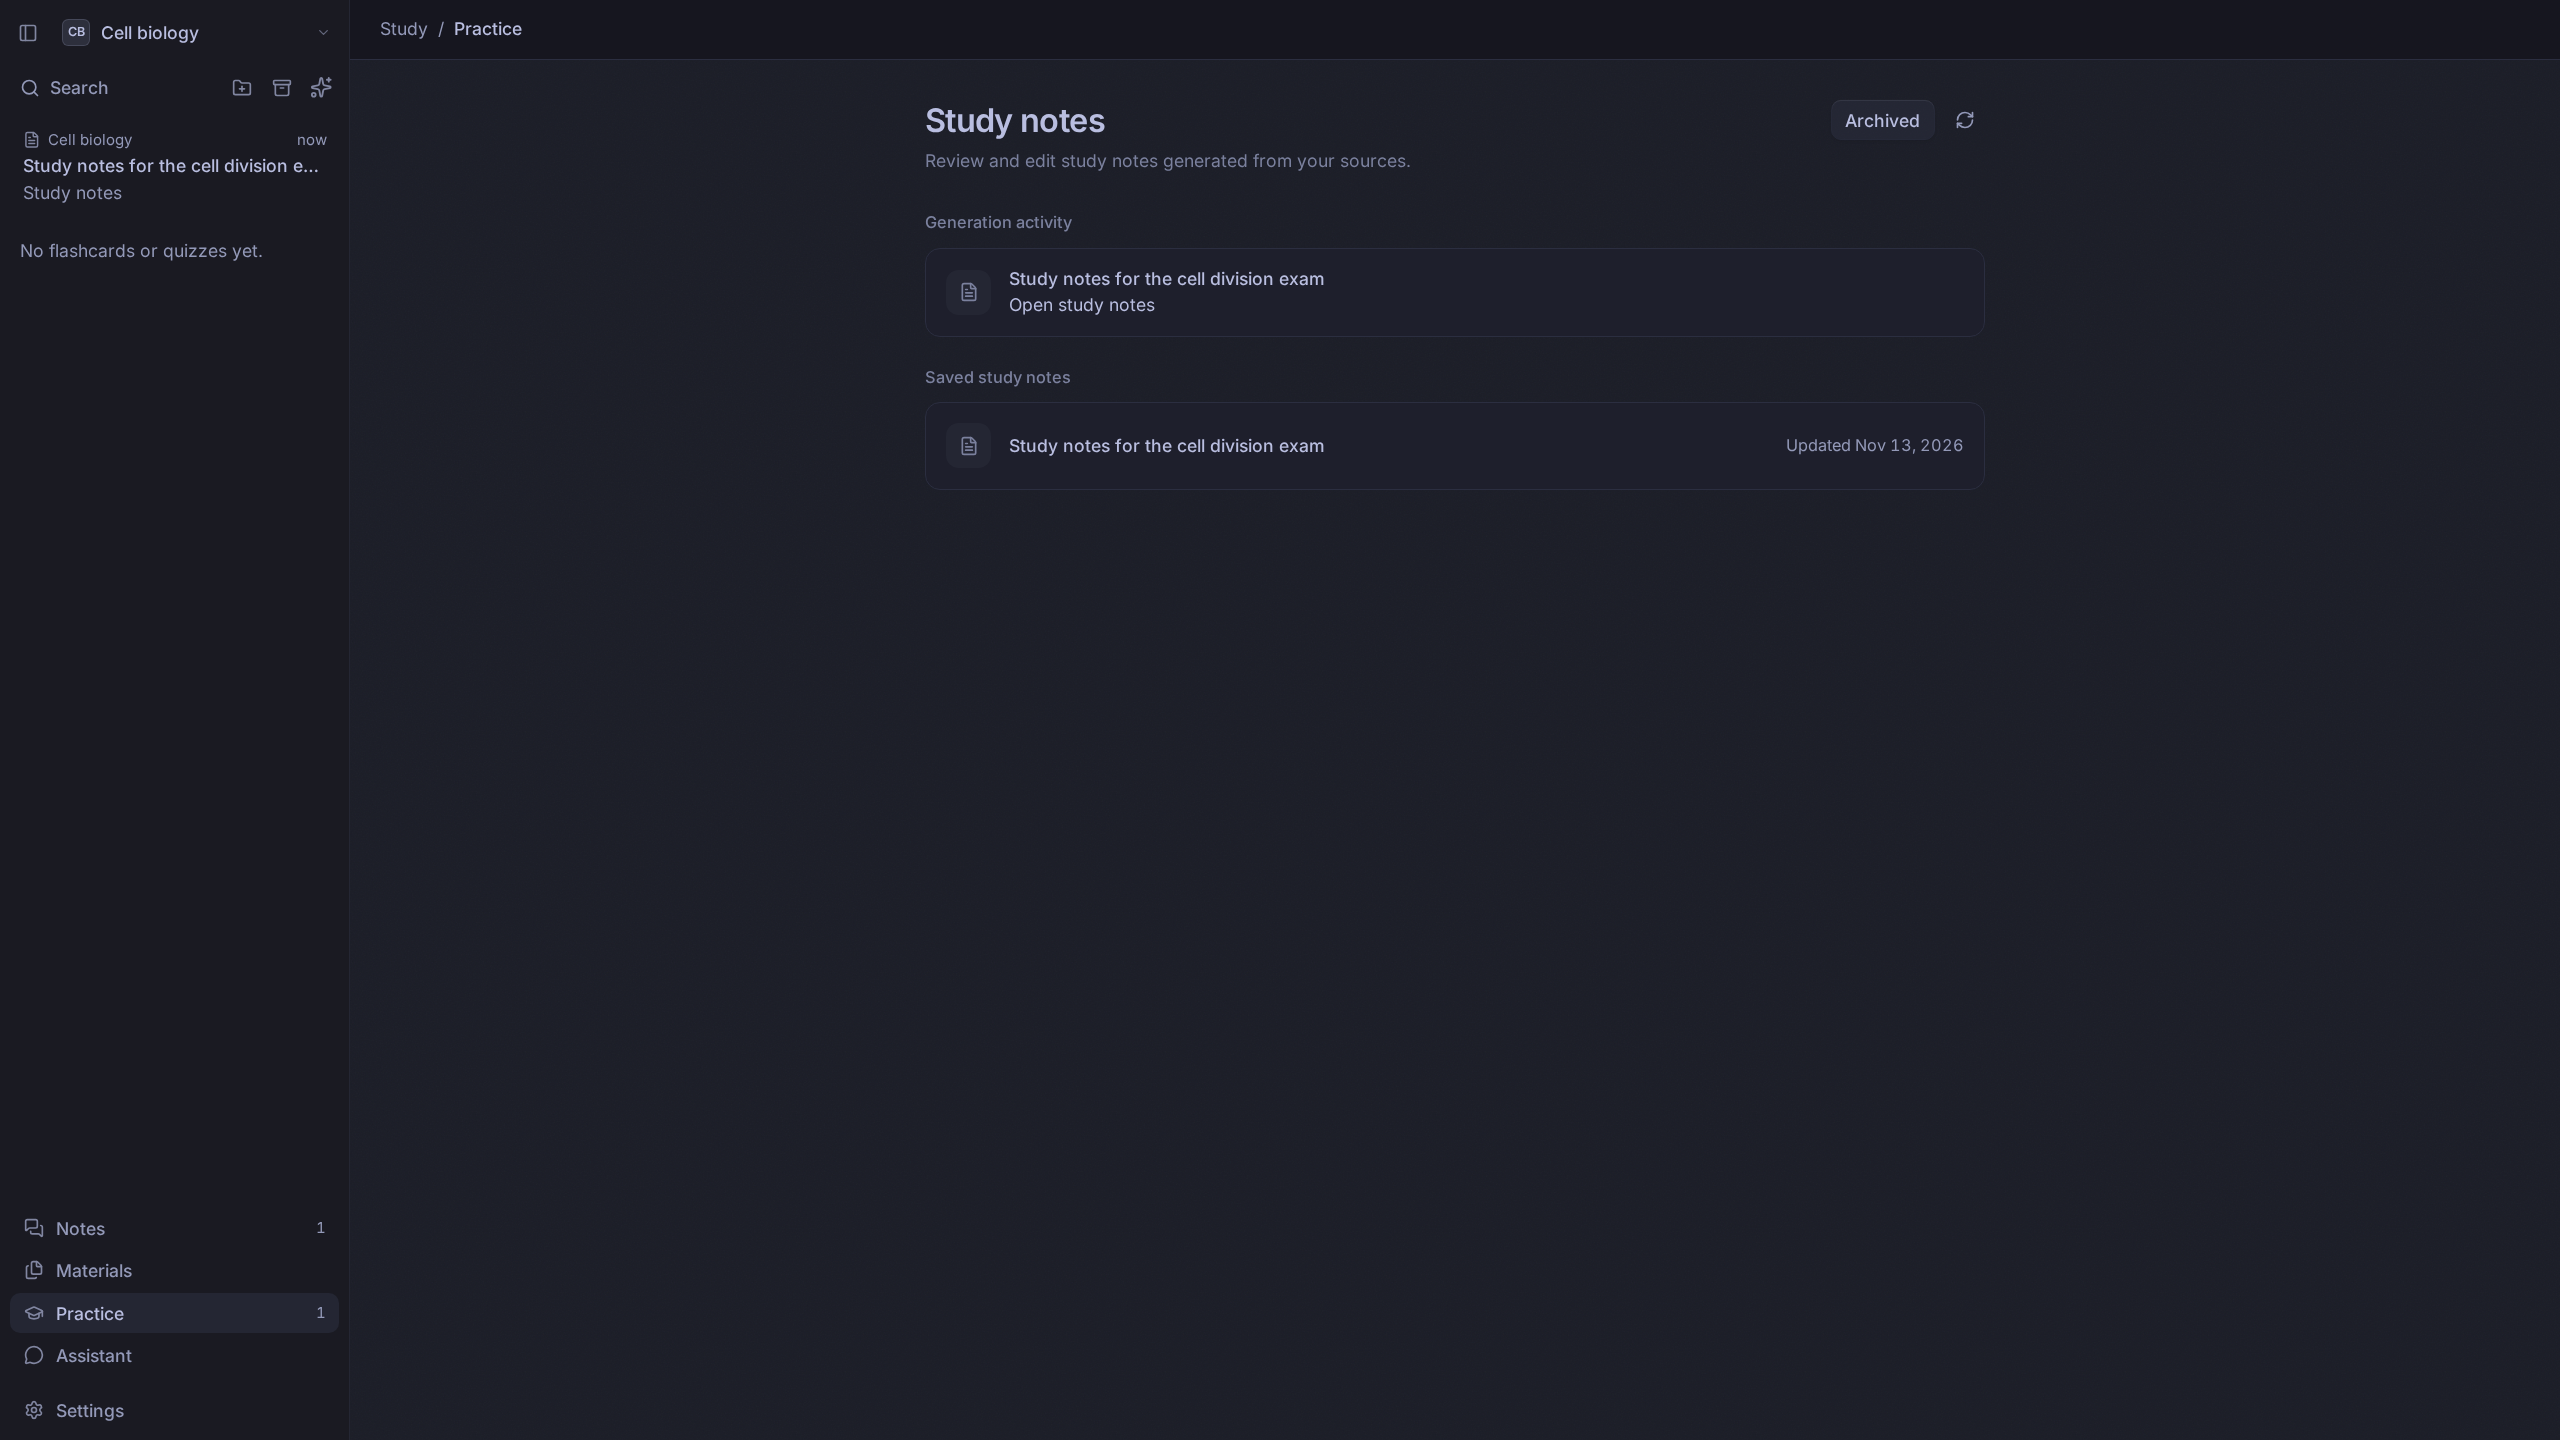 CB Cell biology
Search
Cell biology now
Study notes for the cell division e...
Study notes
No flashcards or quizzes yet.
Notes 1
Materials
Practice 1
Assistant
Settings
Study / Practice
Study notes
Archived
Review and edit study notes generated from your sources.
Generation activity
Study notes for the cell division exam
Open study notes
Saved study notes
Study notes for the cell division exam Updated Nov 13, 2026